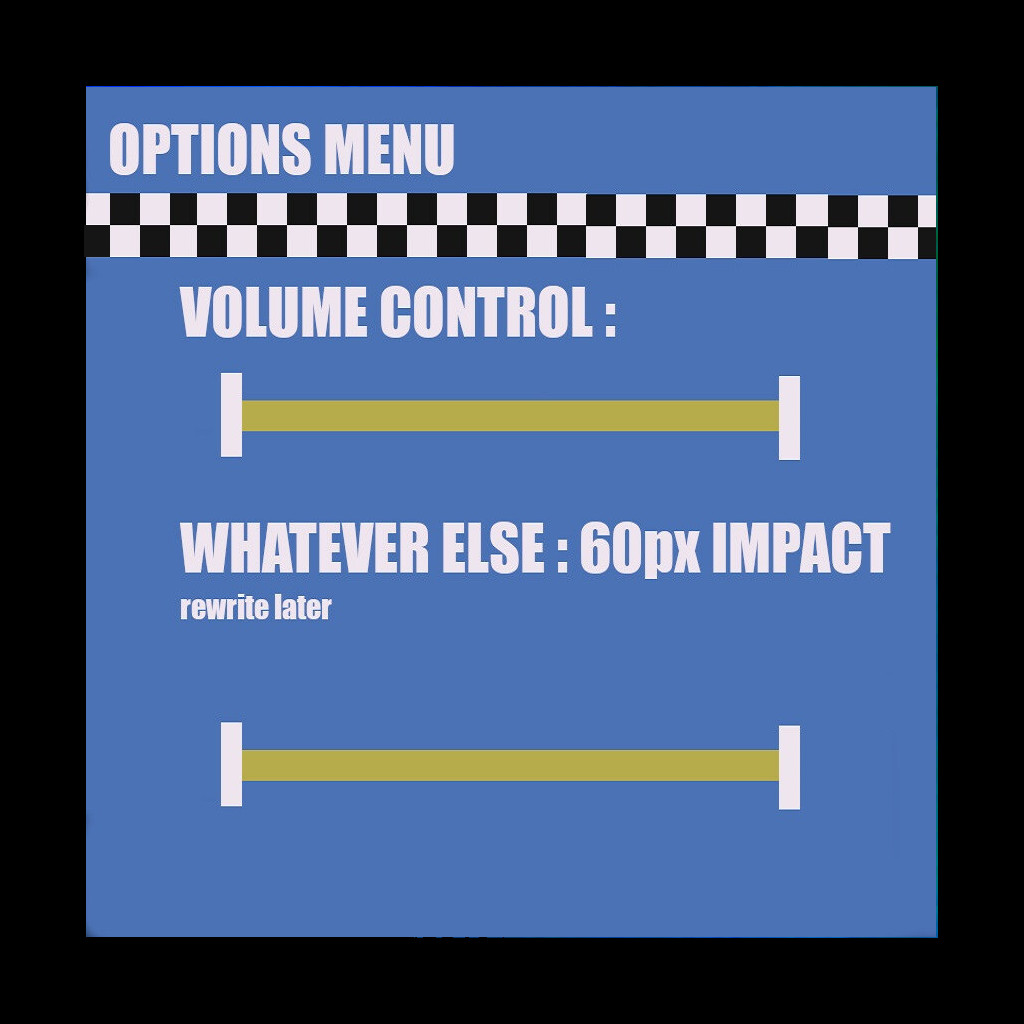 OPTIONS MENU
VOLUME CONTROL :
WHATEVER ELSE : 60px IMPACT
rewrite later